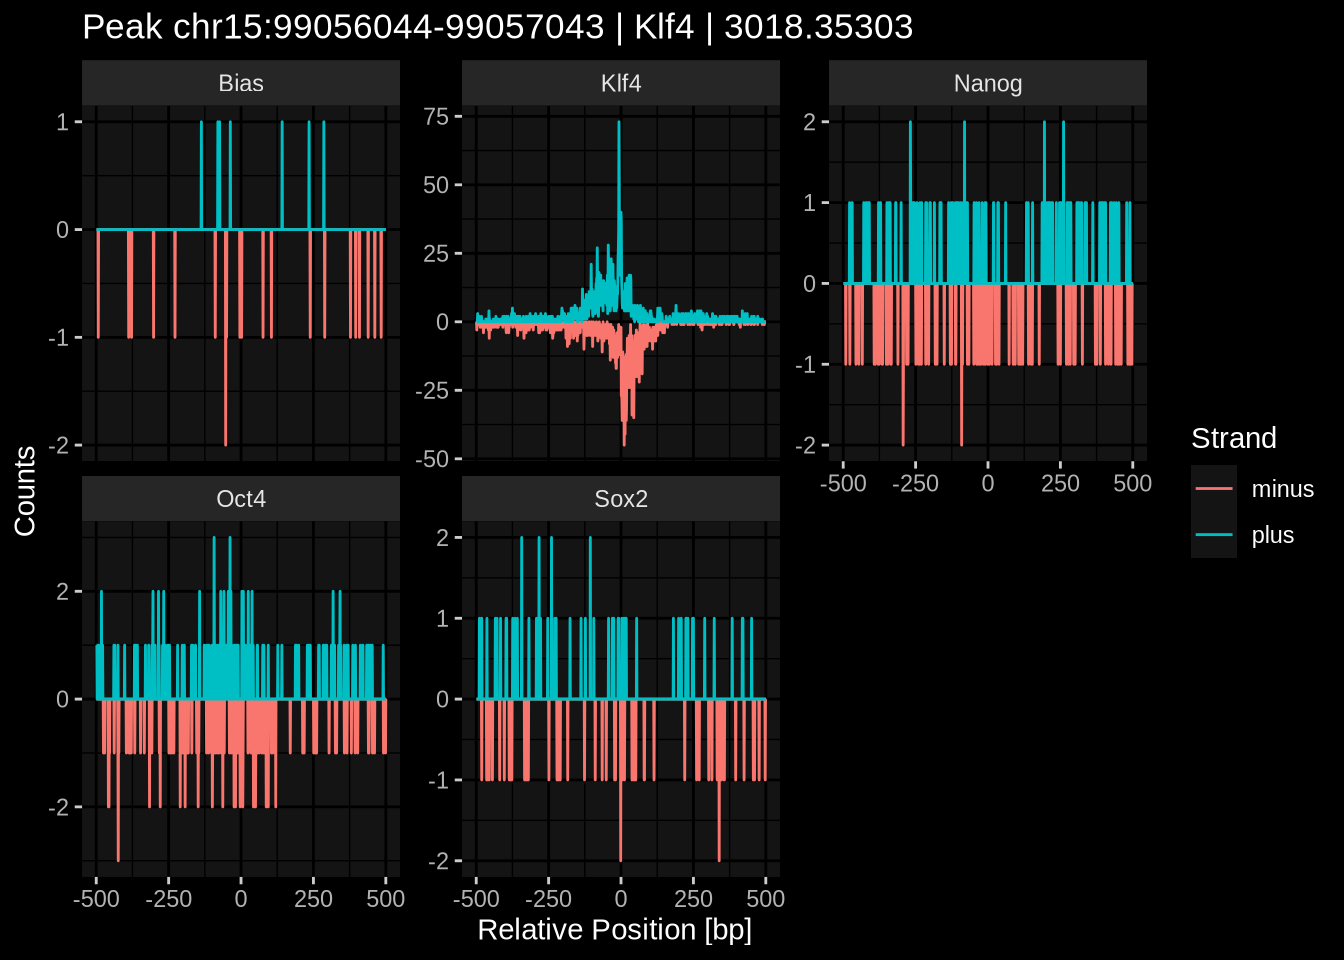 Peak chr15:99056044-99057043 | Klf4 | 3018.35303
Bias
1
0
-1
-2
Klf4
75
50
25
0
-25
-50
Nanog
2
1
0
-1
-2
-500 -250 0 250 500
Counts
Oct4
2
0
-2
-500 -250 0 250 500
Sox2
2
1
0
-1
-2
-500 -250 0 250 500
Relative Position [bp]
Strand
minus
plus